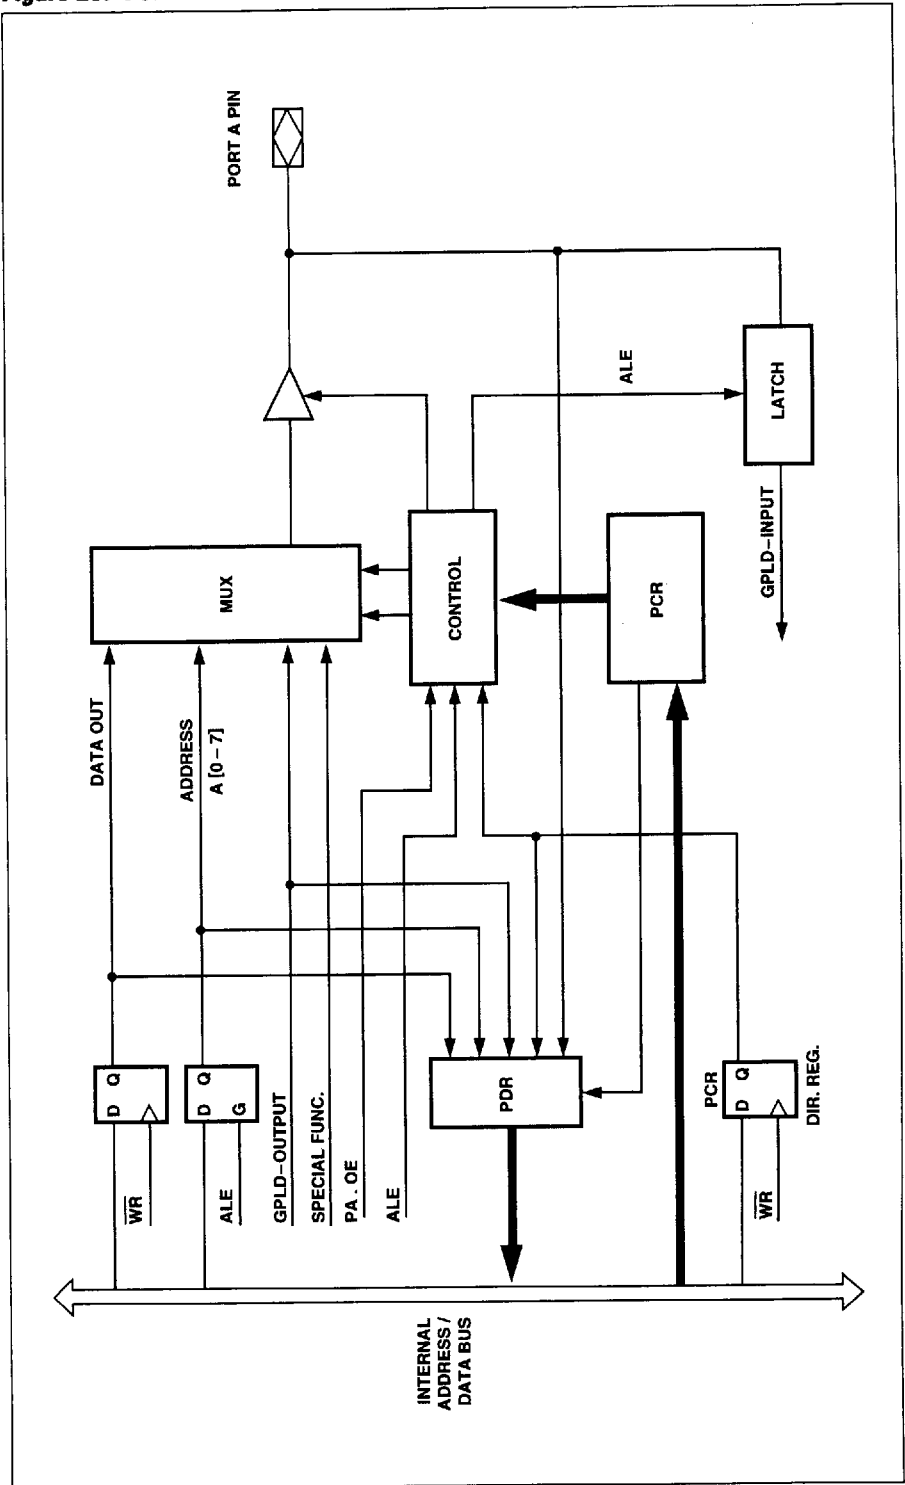 PORT A PIN
DATA OUT
MUX
ADDRESS
A [0 – 7]
CONTROL
ALE
LATCH
PCR
GPLD–INPUT
D Q
WR
D Q
G
ALE
GPLD–OUTPUT
SPECIAL FUNC.
PA . OE
ALE
PDR
PCR
D Q
DIR. REG.
WR
INTERNAL
ADDRESS /
DATA BUS